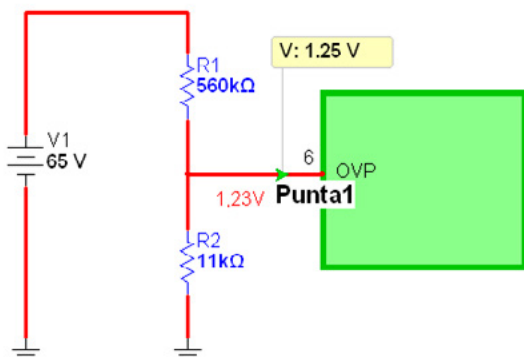 V: 1.25 V
R1
560kΩ
V1
65 V
6
OVP
1,23V
Punta1
R2
11kΩ